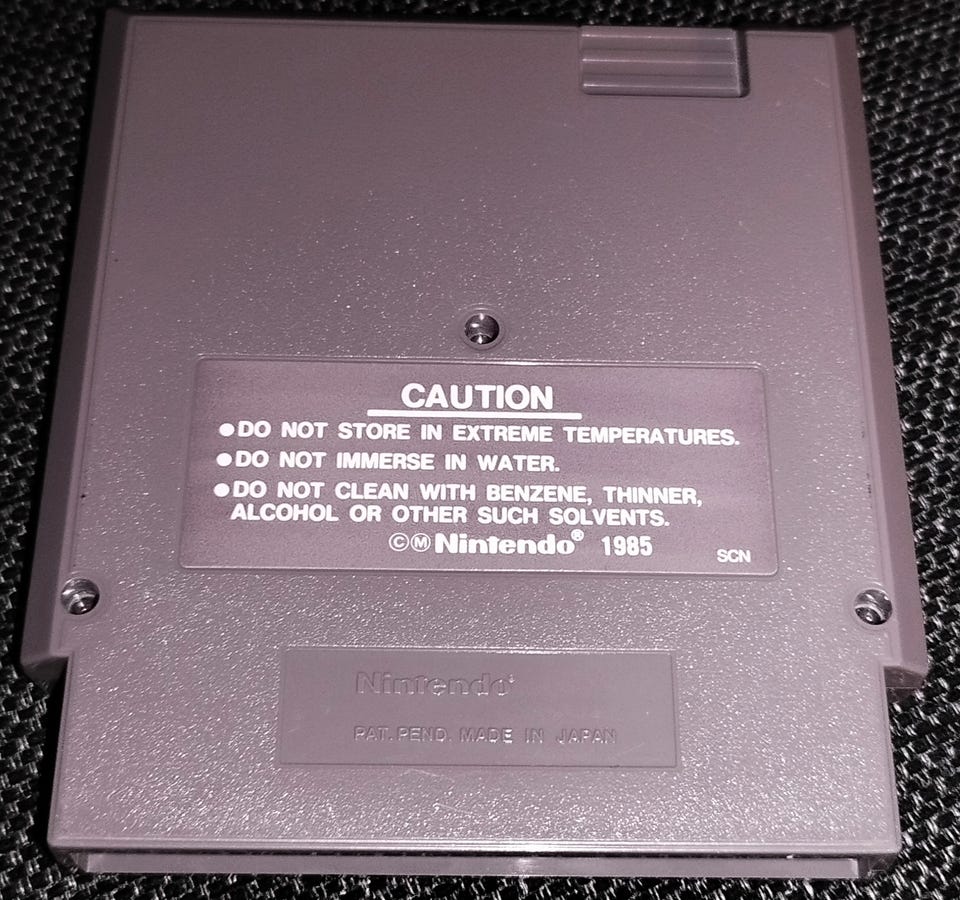 CAUTION
●DO NOT STORE IN EXTREME TEMPERATURES.
●DO NOT IMMERSE IN WATER.
●DO NOT CLEAN WITH BENZENE, THINNER,
ALCOHOL OR OTHER SUCH SOLVENTS.
©Ⓜ Nintendo® 1985
SCN
Nintendo®
PAT. PEND. MADE IN JAPAN